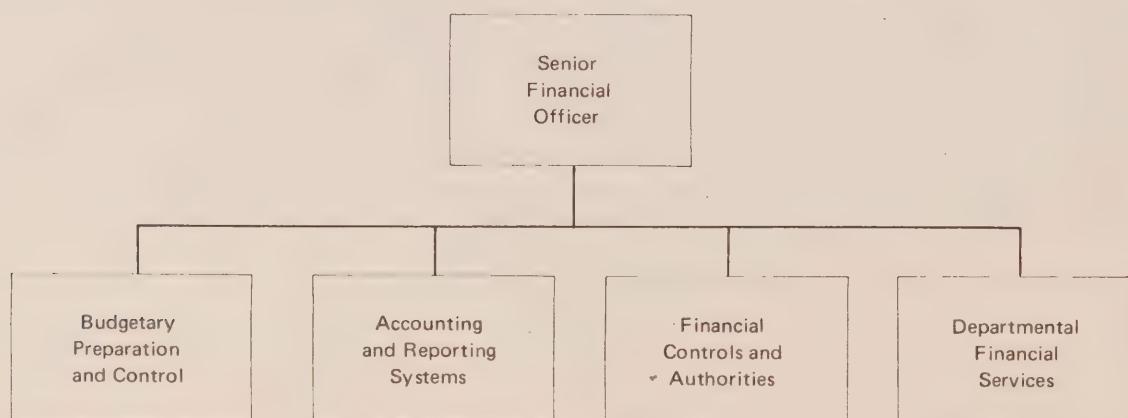 Senior
Financial
Officer
Budgetary
Preparation
and Control
Accounting
and Reporting
Systems
Financial
Controls and
Authorities
Departmental
Financial
Services